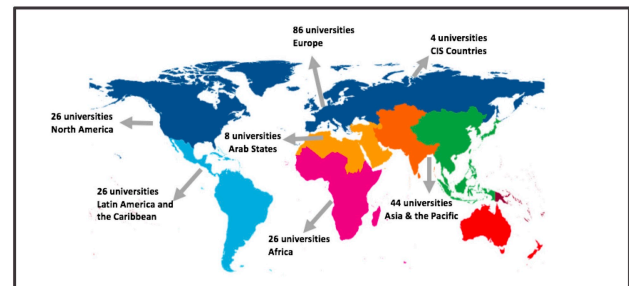 86 universities
Europe
4 universities
CIS Countries
26 universities
North America
8 universities
Arab States
26 universities
Latin America and
the Caribbean
44 universities
Asia & the Pacific
26 universities
Africa